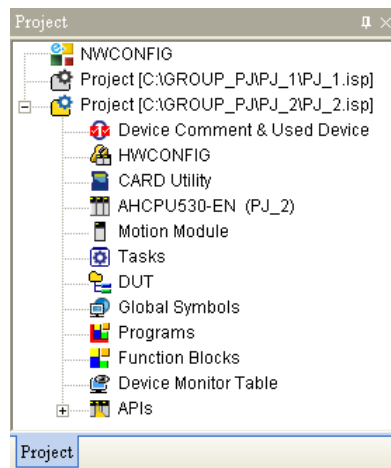 Project
NWCONFIG
Project [C:\GROUP_PJ\PJ_1\PJ_1.isp]
Project [C:\GROUP_PJ\PJ_2\PJ_2.isp]
Device Comment & Used Device
HWCONFIG
CARD Utility
AHCPU530-EN (PJ_2)
Motion Module
Tasks
DUT
Global Symbols
Programs
Function Blocks
Device Monitor Table
APIs
Project